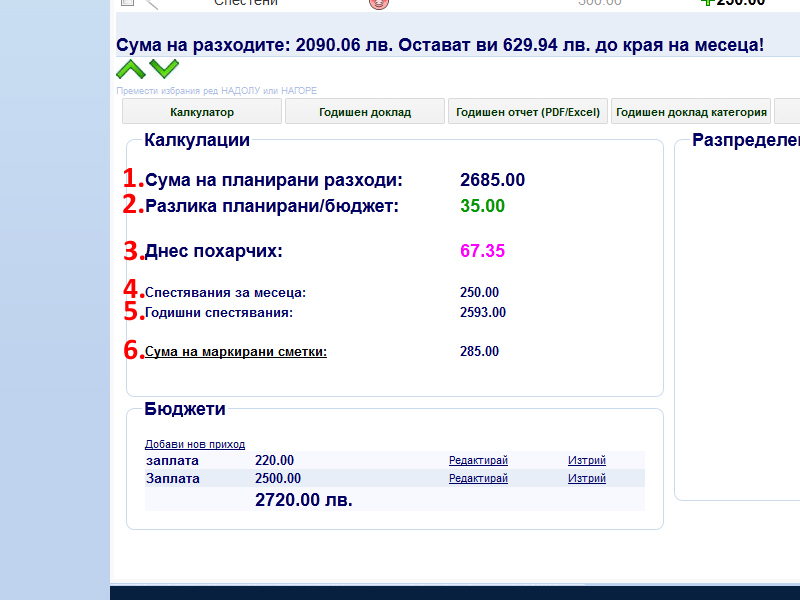 Спестени 300.00 250.00
Сума на разходите: 2090.06 лв. Остават ви 629.94 лв. до края на месеца!
Премести избрания ред НАДОЛУ или НАГОРЕ
Калкулатор Годишен доклад Годишен отчет (PDF/Excel) Годишен доклад категория
Калкулации
1. Сума на планирани разходи: 2685.00
2. Разлика планирани/бюджет: 35.00
3. Днес похарчих: 67.35
4. Спестявания за месеца: 250.00
5. Годишни спестявания: 2593.00
6. Сума на маркирани сметки: 285.00
Бюджети
Добави нов приход
заплата 220.00 Редактирай Изтрий
Заплата 2500.00 Редактирай Изтрий
2720.00 лв.
Разпределе